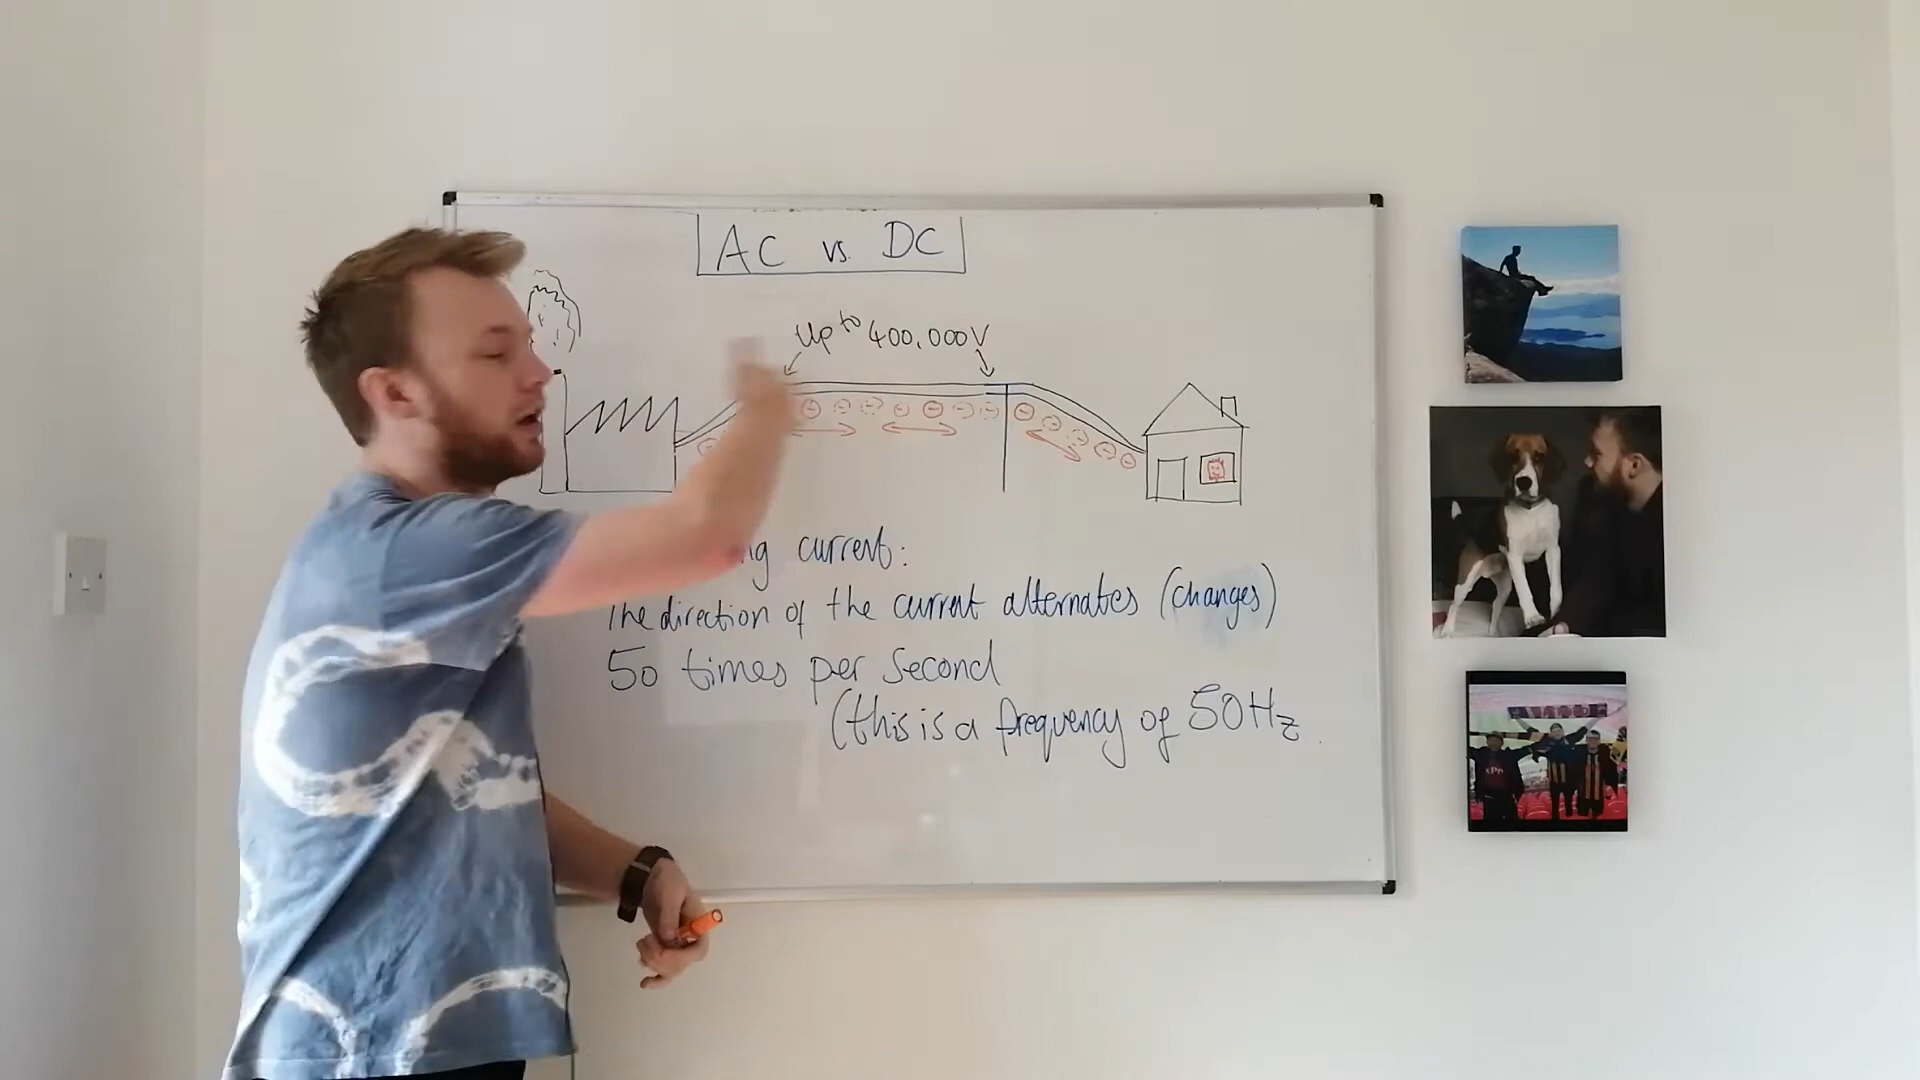 AC vs. DC
Up to 400,000V
current:
The direction of the current alternates (changes)
50 times per second
(this is a frequency of 50Hz